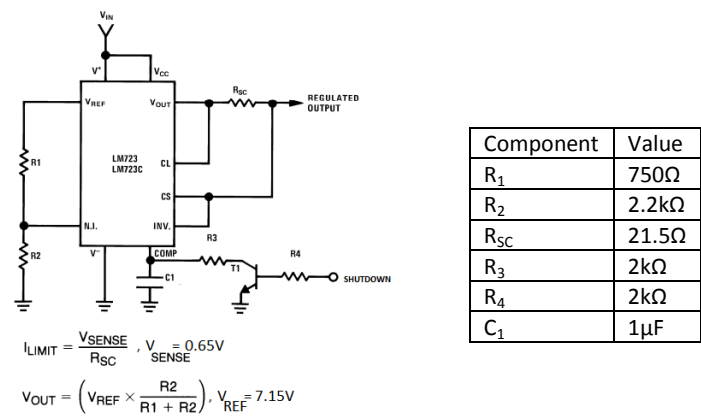 VIN
V+
VCC
VREF
VOUT
RSC
REGULATED
OUTPUT
R1
LM723
LM723C
CL
CS
N.I.
INV.
R3
R2
V-
COMP
T1
R4
C1
SHUTDOWN
ILIMIT = VSENSE / RSC , VSENSE = 0.65V
VOUT = (VREF × R2 / (R1 + R2)), VREF = 7.15V
Component Value
R1 750Ω
R2 2.2kΩ
RSC 21.5Ω
R3 2kΩ
R4 2kΩ
C1 1µF